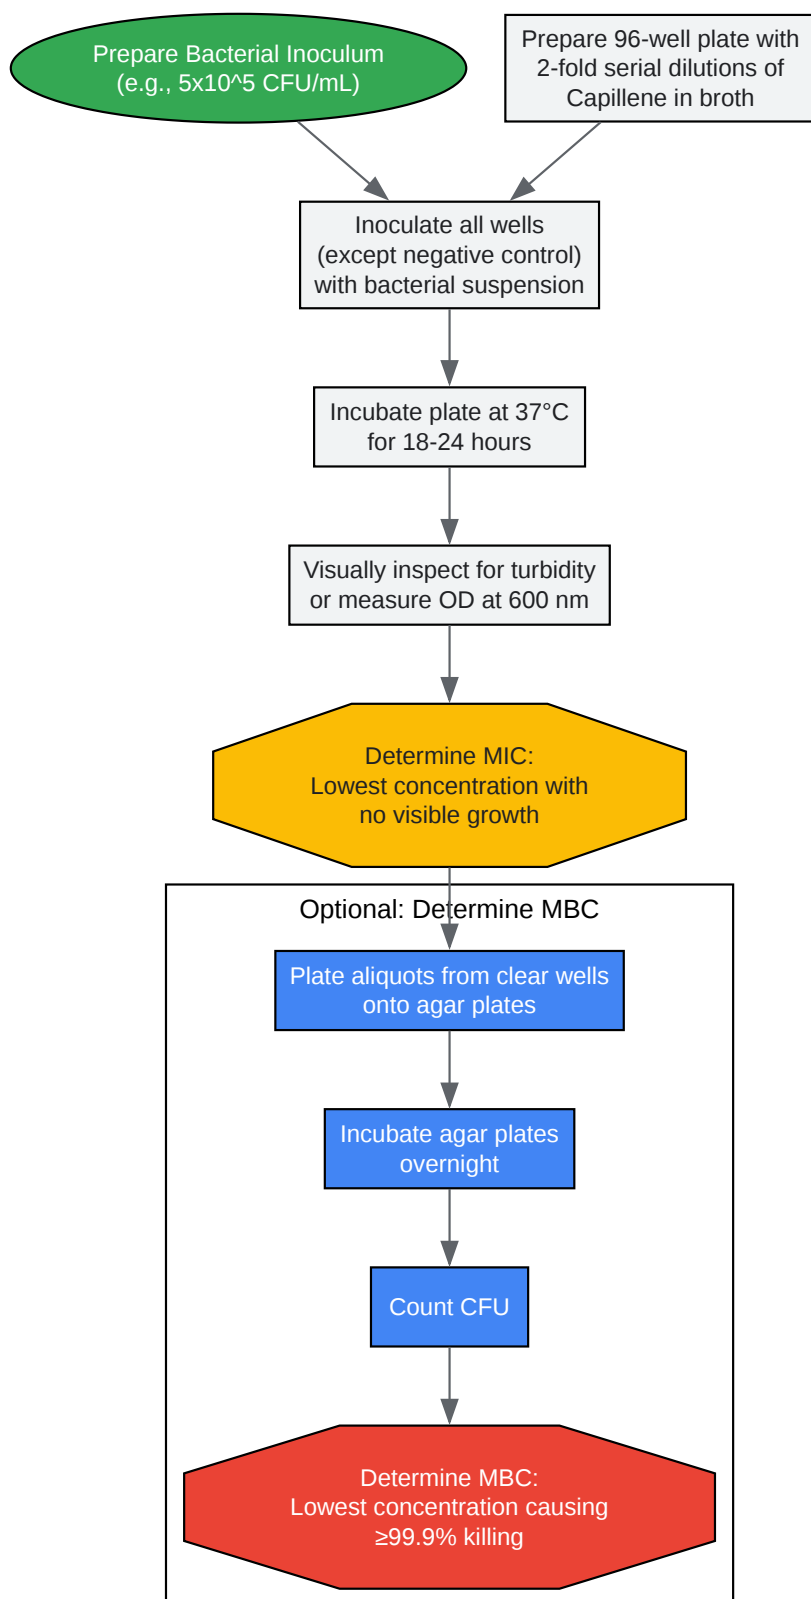 Prepare Bacterial Inoculum
(e.g., 5x10^5 CFU/mL)
Prepare 96-well plate with
2-fold serial dilutions of
Capillene in broth
Inoculate all wells
(except negative control)
with bacterial suspension
Incubate plate at 37°C
for 18-24 hours
Visually inspect for turbidity
or measure OD at 600 nm
Determine MIC:
Lowest concentration with
no visible growth
Optional: Determine MBC
Plate aliquots from clear wells
onto agar plates
Incubate agar plates
overnight
Count CFU
Determine MBC:
Lowest concentration causing
≥99.9% killing